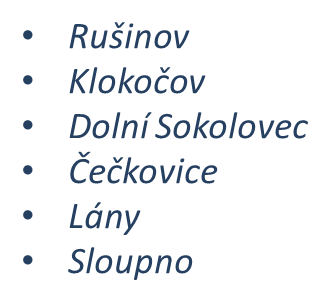 • Rušinov
• Klokočov
• Dolní Sokolovec
• Čečkovice
• Lány
• Sloupno